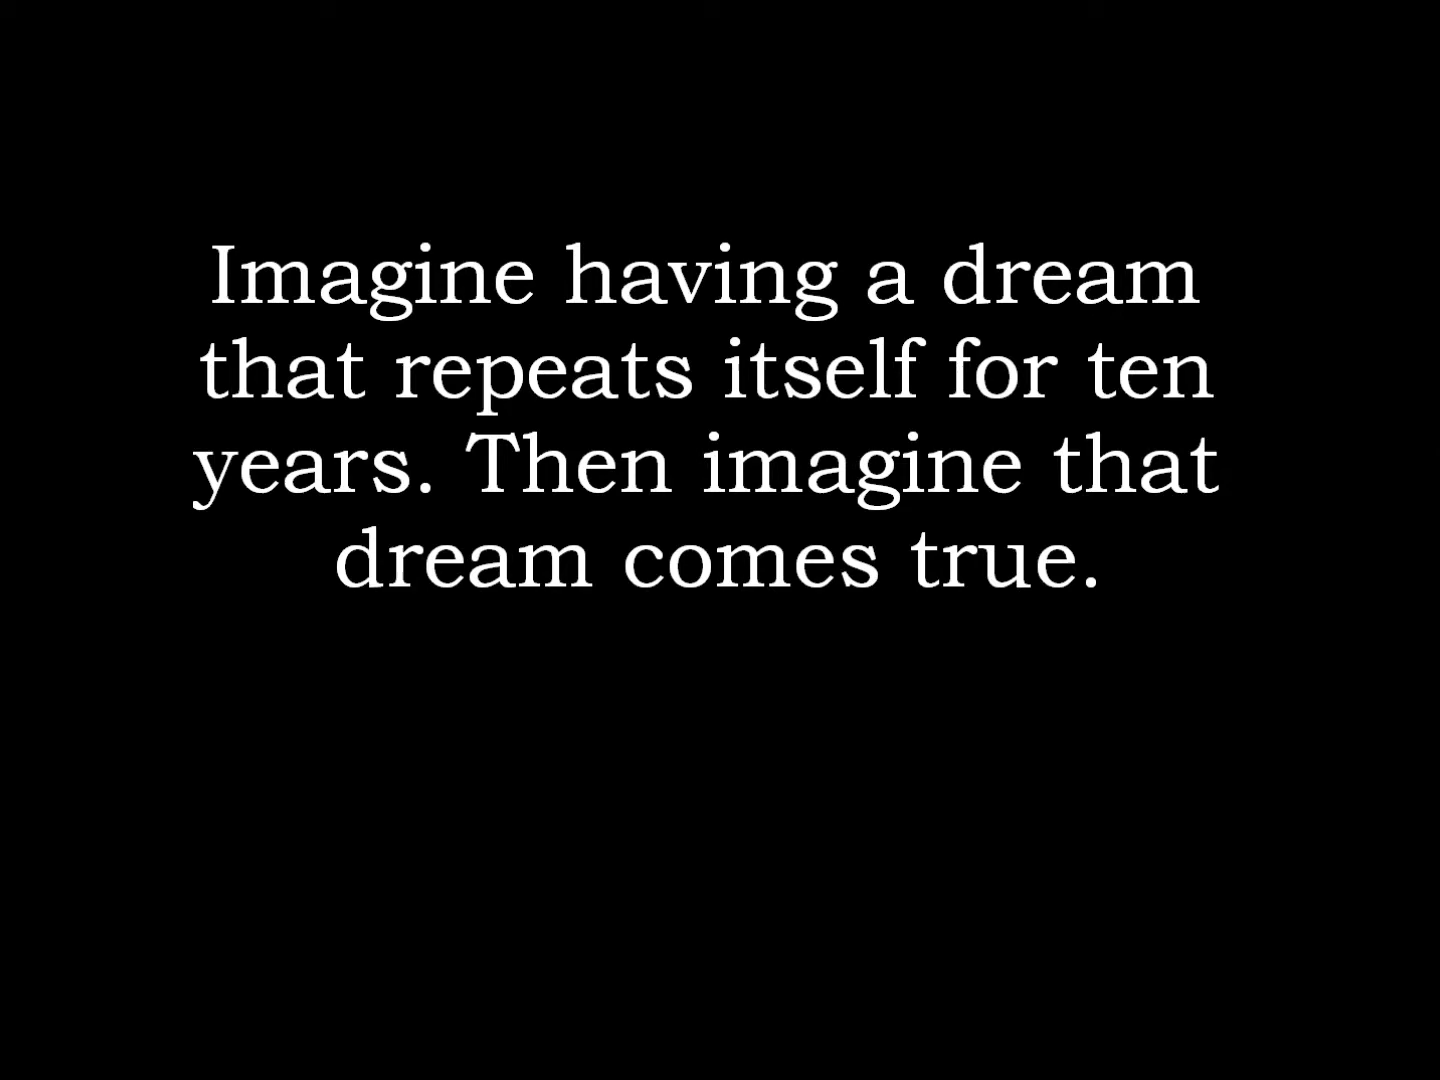 Imagine having a dream
that repeats itself for ten
years. Then imagine that
dream comes true.